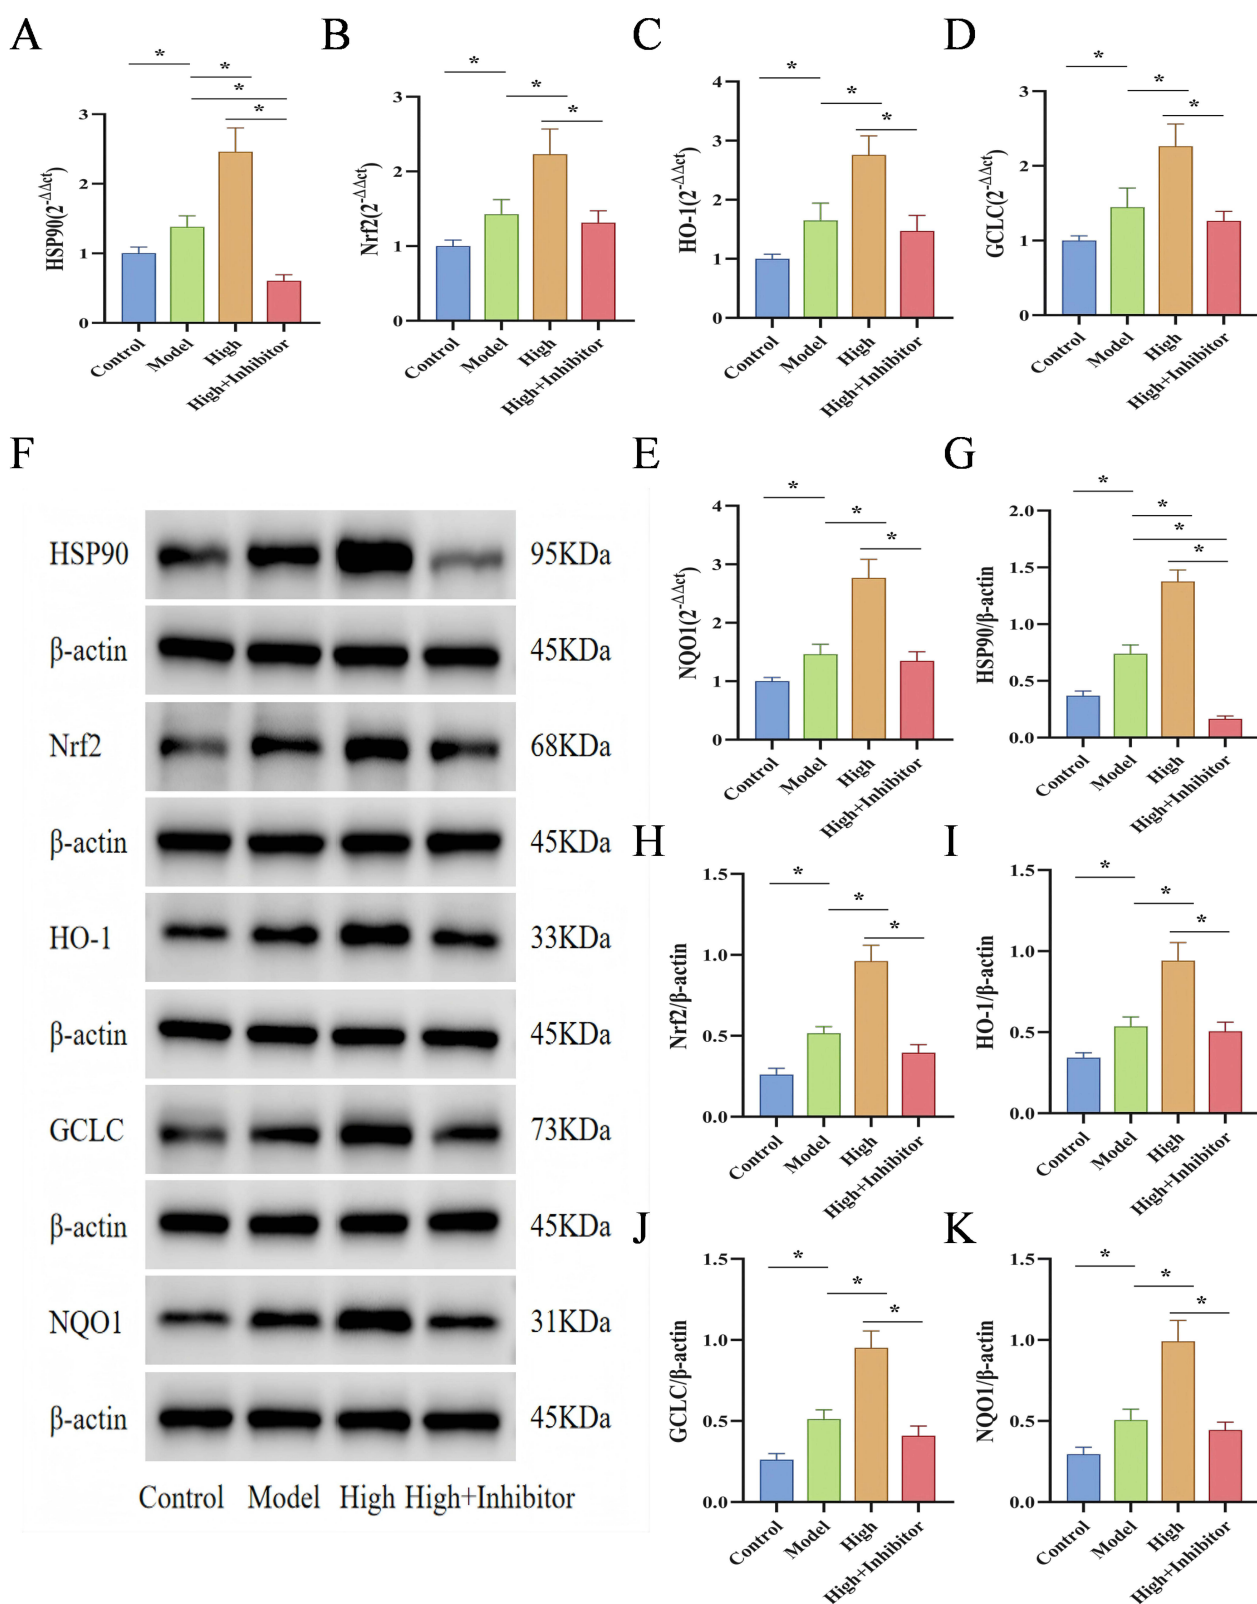 A
B
C
D
* * * *
HSP90(2-ΔΔct)
3
2
1
0
Control
Model
High
High+Inhibitor
* * *
Nrf2(2-ΔΔct)
3
2
1
0
Control
Model
High
High+Inhibitor
* * *
HO-1(2-ΔΔct)
4
3
2
1
0
Control
Model
High
High+Inhibitor
* * *
GCLC(2-ΔΔct)
3
2
1
0
Control
Model
High
High+Inhibitor
F
HSP90 95KDa
β-actin 45KDa
Nrf2 68KDa
β-actin 45KDa
HO-1 33KDa
β-actin 45KDa
GCLC 73KDa
β-actin 45KDa
NQO1 31KDa
β-actin 45KDa
Control Model High High+Inhibitor
E
* * *
NQO1(2-ΔΔct)
4
3
2
1
0
Control
Model
High
High+Inhibitor
G
* * * *
HSP90/β-actin
2.0
1.5
1.0
0.5
0.0
Control
Model
High
High+Inhibitor
H
* * *
Nrf2/β-actin
1.5
1.0
0.5
0.0
Control
Model
High
High+Inhibitor
I
* * *
HO-1/β-actin
1.5
1.0
0.5
0.0
Control
Model
High
High+Inhibitor
J
* * *
GCLC/β-actin
1.5
1.0
0.5
0.0
Control
Model
High
High+Inhibitor
K
* * *
NQO1/β-actin
1.5
1.0
0.5
0.0
Control
Model
High
High+Inhibitor